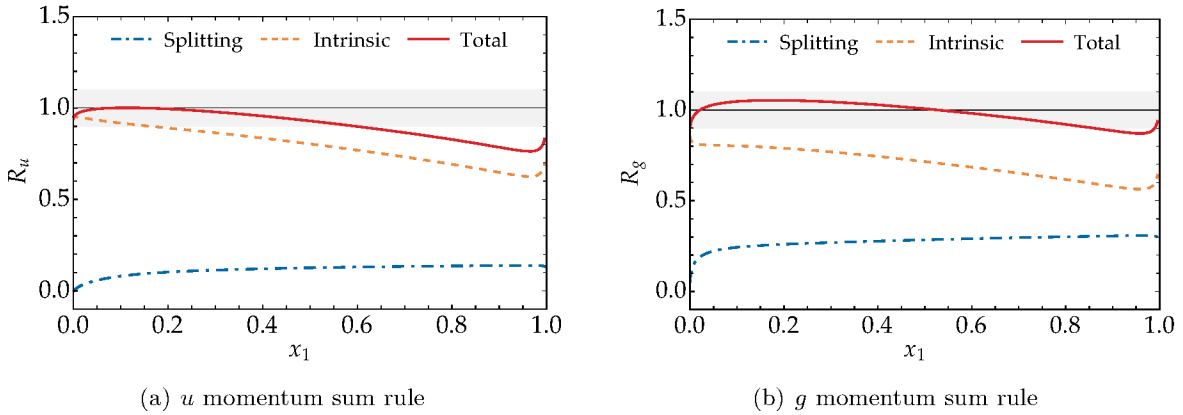 1.5
Splitting Intrinsic Total
1.0
R_u
0.5
0.0
0.0 0.2 0.4 0.6 0.8 1.0
x_1
(a) u momentum sum rule
1.5
Splitting Intrinsic Total
1.0
R_g
0.5
0.0
0.0 0.2 0.4 0.6 0.8 1.0
x_1
(b) g momentum sum rule